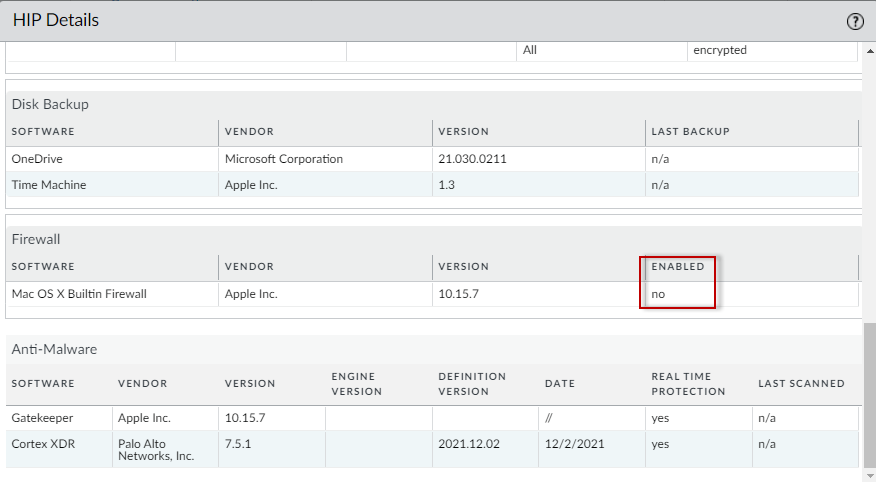 HIP Details
?
All encrypted
Disk Backup
SOFTWARE VENDOR VERSION LAST BACKUP
OneDrive Microsoft Corporation 21.030.0211 n/a
Time Machine Apple Inc. 1.3 n/a
Firewall
SOFTWARE VENDOR VERSION ENABLED
Mac OS X Builtin Firewall Apple Inc. 10.15.7 no
Anti-Malware
SOFTWARE VENDOR VERSION ENGINE VERSION DEFINITION VERSION DATE REAL TIME PROTECTION LAST SCANNED
Gatekeeper Apple Inc. 10.15.7 // yes n/a
Cortex XDR Palo Alto Networks, Inc. 7.5.1 2021.12.02 12/2/2021 yes n/a